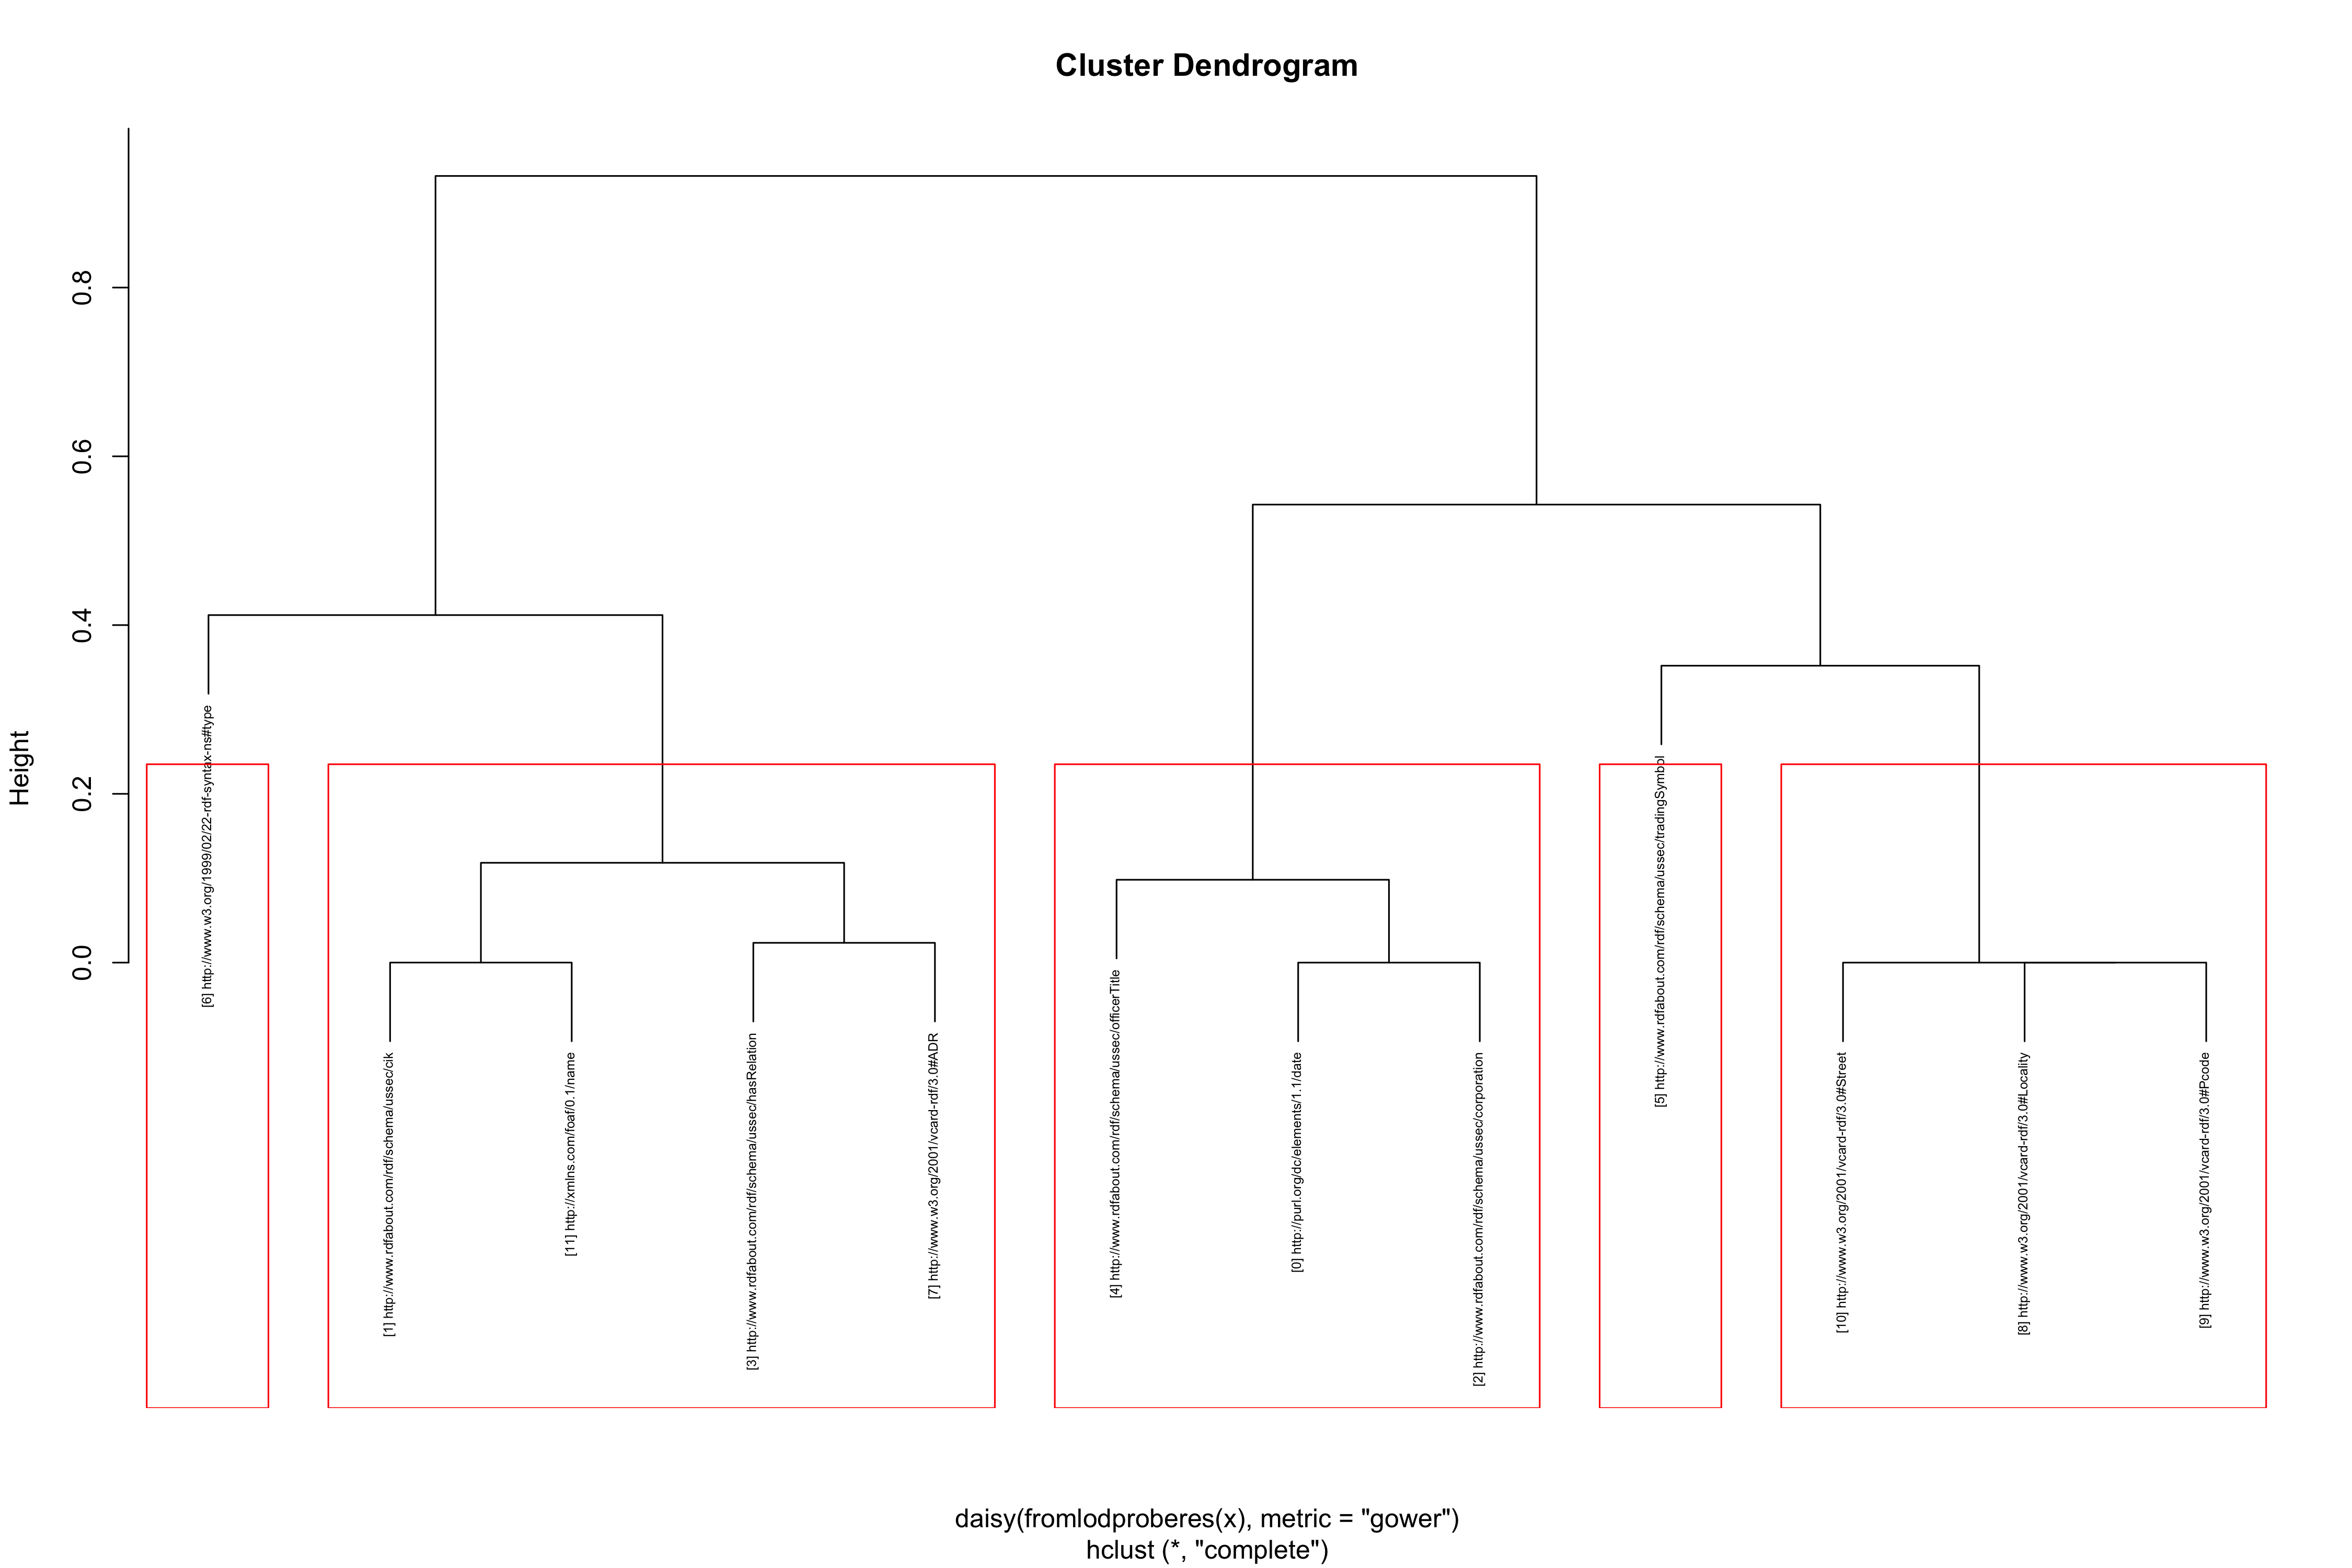 Cluster Dendrogram
Height
0.0
0.2
0.4
0.6
0.8
[6] http://www.w3.org/1999/02/22-rdf-syntax-ns#type
[1] http://www.rdfabout.com/rdf/schema/ussec/cik
[11] http://xmlns.com/foaf/0.1/name
[3] http://www.rdfabout.com/rdf/schema/ussec/hasRelation
[7] http://www.w3.org/2001/vcard-rdf/3.0#ADR
[4] http://www.rdfabout.com/rdf/schema/ussec/officerTitle
[0] http://purl.org/dc/elements/1.1/date
[2] http://www.rdfabout.com/rdf/schema/ussec/corporation
[5] http://www.rdfabout.com/rdf/schema/ussec/tradingSymbol
[10] http://www.w3.org/2001/vcard-rdf/3.0#Street
[8] http://www.w3.org/2001/vcard-rdf/3.0#Locality
[9] http://www.w3.org/2001/vcard-rdf/3.0#Pcode
daisy(fromlodproberes(x), metric = "gower")
hclust (*, "complete")